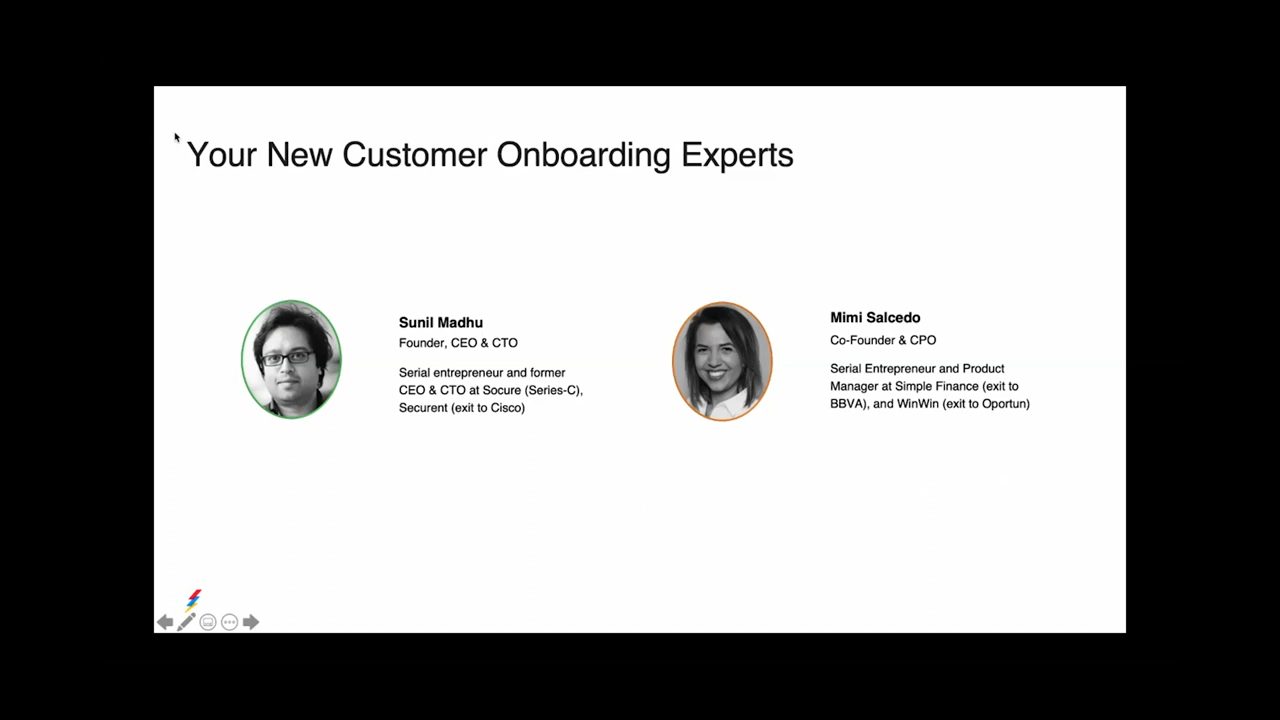 Your New Customer Onboarding Experts
Sunil Madhu
Founder, CEO & CTO
Serial entrepreneur and former
CEO & CTO at Socure (Series-C),
Securent (exit to Cisco)
Mimi Salcedo
Co-Founder & CPO
Serial Entrepreneur and Product
Manager at Simple Finance (exit to
BBVA), and WinWin (exit to Oportun)